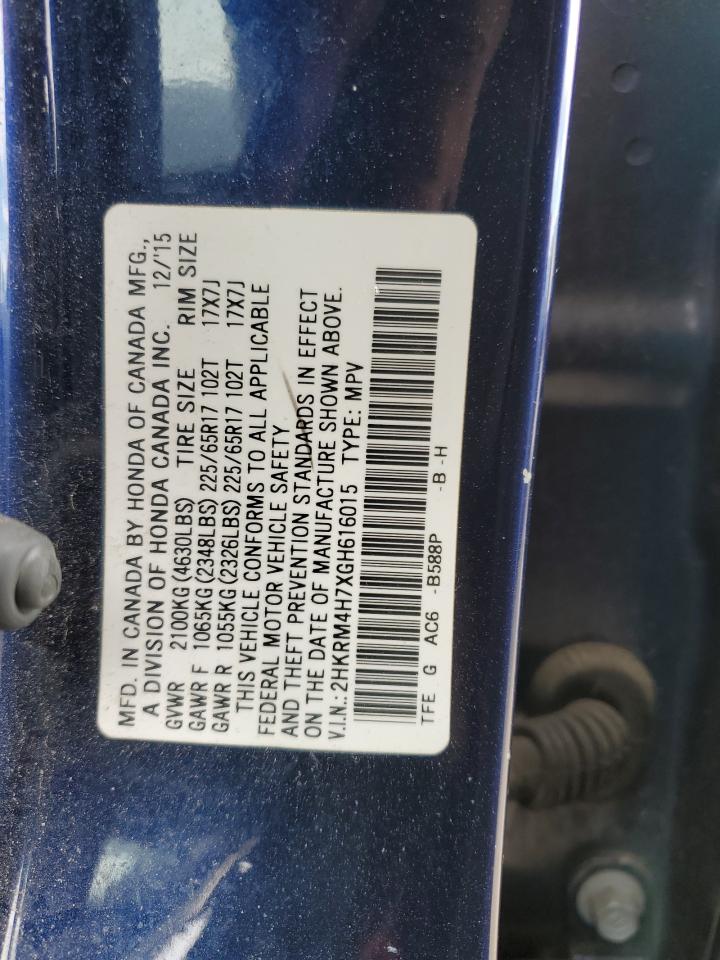 MFD. IN CANADA BY HONDA OF CANADA MFG.,
A DIVISION OF HONDA CANADA INC. 12/'15
GVWR 2100KG (4630LBS) TIRE SIZE RIM SIZE
GAWR F 1065KG (2348LBS) 225/65R17 102T 17X7J
GAWR R 1055KG (2326LBS) 225/65R17 102T 17X7J
THIS VEHICLE CONFORMS TO ALL APPLICABLE
FEDERAL MOTOR VEHICLE SAFETY
AND THEFT PREVENTION STANDARDS IN EFFECT
ON THE DATE OF MANUFACTURE SHOWN ABOVE.
V.I.N.: 2HKRM4H7XGH616015 TYPE: MPV
TFE G AC6 -B588P -B -H